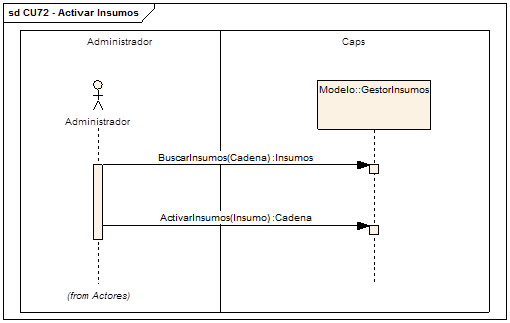 sd CU72 - Activar Insumos
Administrador
Caps
Modelo::GestorInsumos
Administrador
BuscarInsumos(Cadena) :Insumos
ActivarInsumos(Insumo) :Cadena
(from Actores)